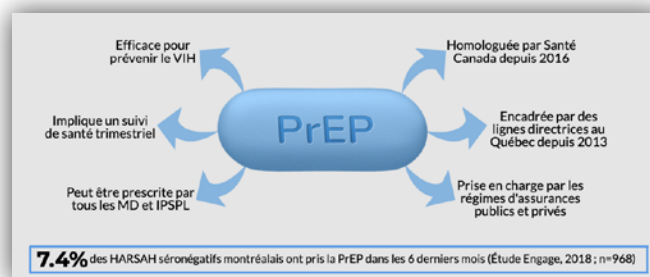 Efficace pour
prévenir le VIH
Homologuée par Santé
Canada depuis 2016
Implique un suivi
de santé trimestriel
PrEP
Encadrée par des
lignes directrices au
Québec depuis 2013
Peut être prescrite par
tous les MD et IPSPL
Prise en charge par les
régimes d'assurances
publics et privés
7.4% des HARSAH séronégatifs montréalais ont pris la PrEP dans les 6 derniers mois (Étude Engage, 2018 ; n=968)